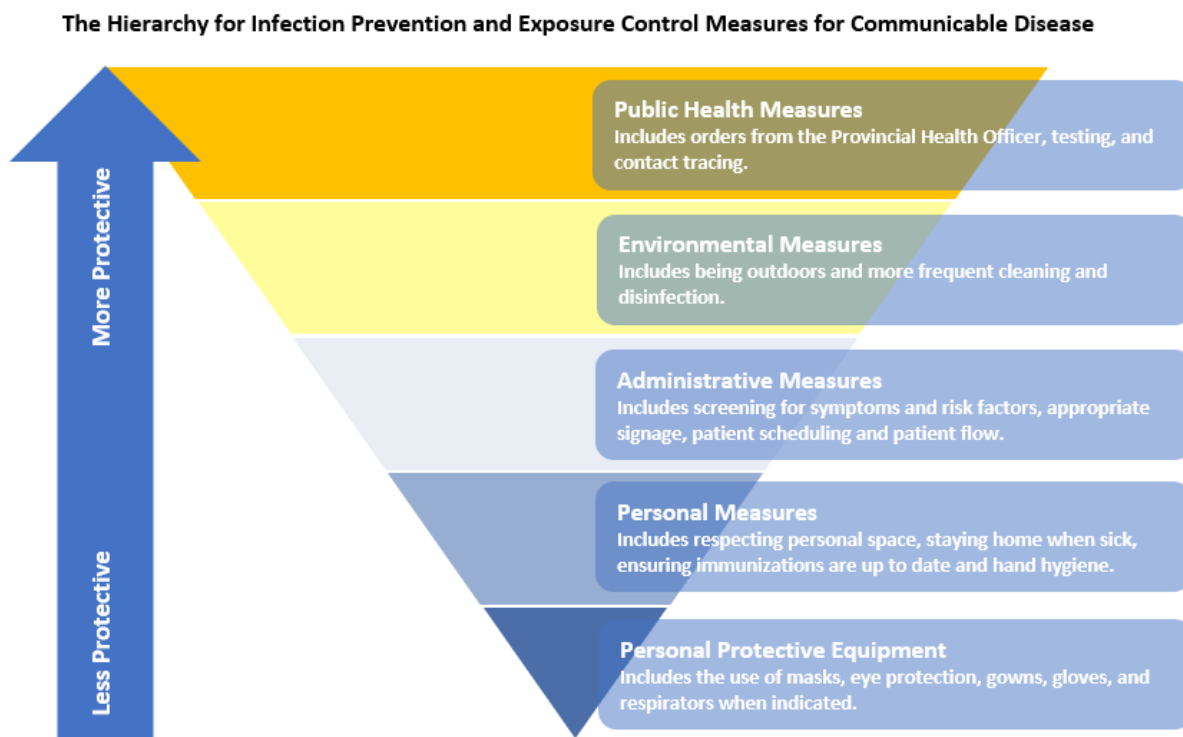 The Hierarchy for Infection Prevention and Exposure Control Measures for Communicable Disease
More Protective
Less Protective
Public Health Measures
Includes orders from the Provincial Health Officer, testing, and
contact tracing.
Environmental Measures
Includes being outdoors and more frequent cleaning and
disinfection.
Administrative Measures
Includes screening for symptoms and risk factors, appropriate
signage, patient scheduling and patient flow.
Personal Measures
Includes respecting personal space, staying home when sick,
ensuring immunizations are up to date and hand hygiene.
Personal Protective Equipment
Includes the use of masks, eye protection, gowns, gloves, and
respirators when indicated.